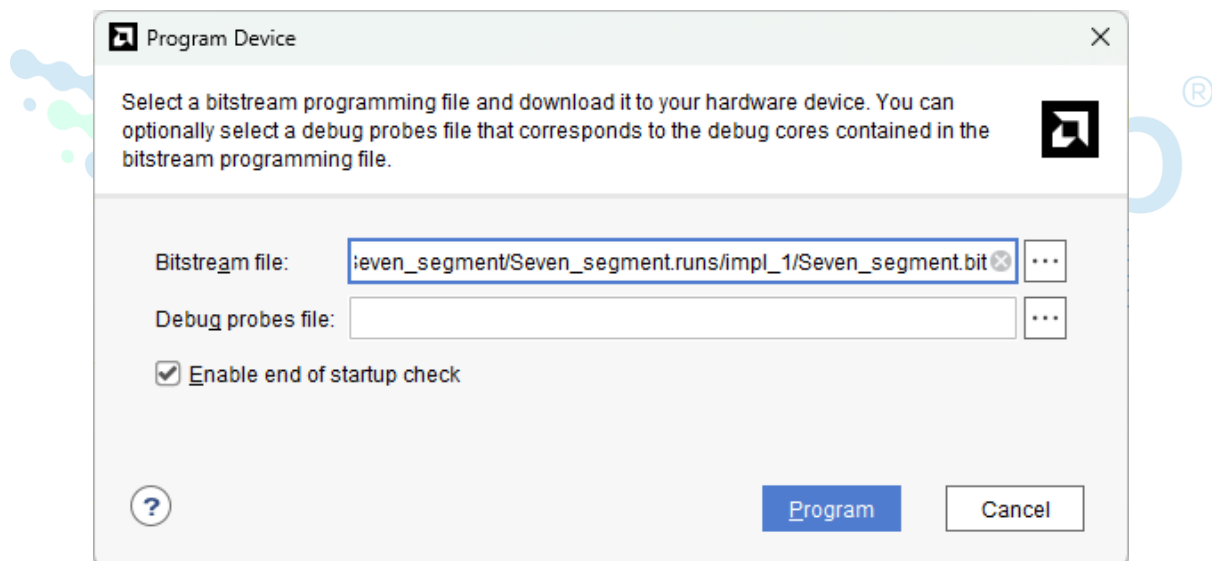 Program Device
Select a bitstream programming file and download it to your hardware device. You can
optionally select a debug probes file that corresponds to the debug cores contained in the
bitstream programming file.
Bitstream file: even_segment/Seven_segment.runs/impl_1/Seven_segment.bit ...
Debug probes file: ...
Enable end of startup check
?
Program Cancel
®